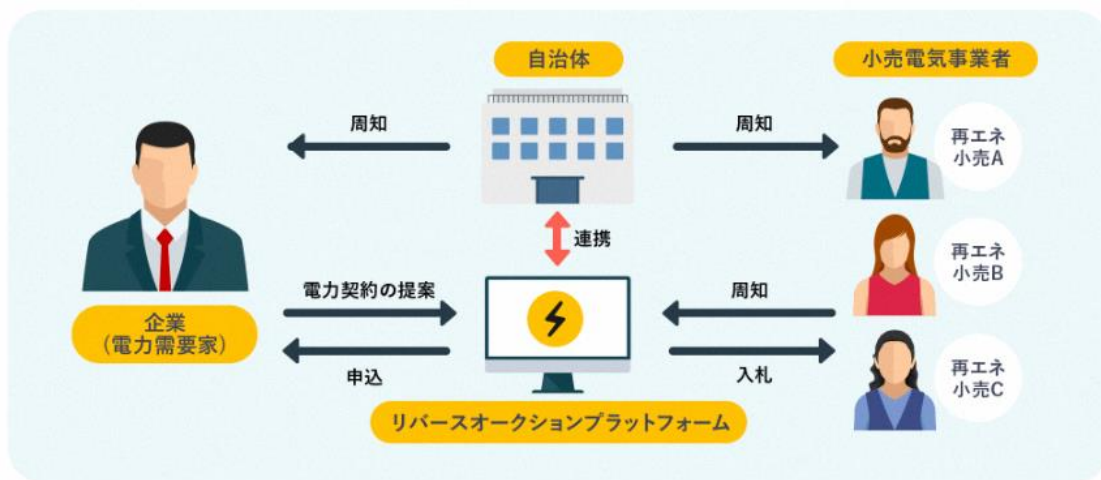 自治体
小売電気事業者
周知
周知
再エネ
小売A
連携
再エネ
小売B
電力契約の提案
周知
企業
（電力需要家）
申込
入札
再エネ
小売C
リバースオークションプラットフォーム